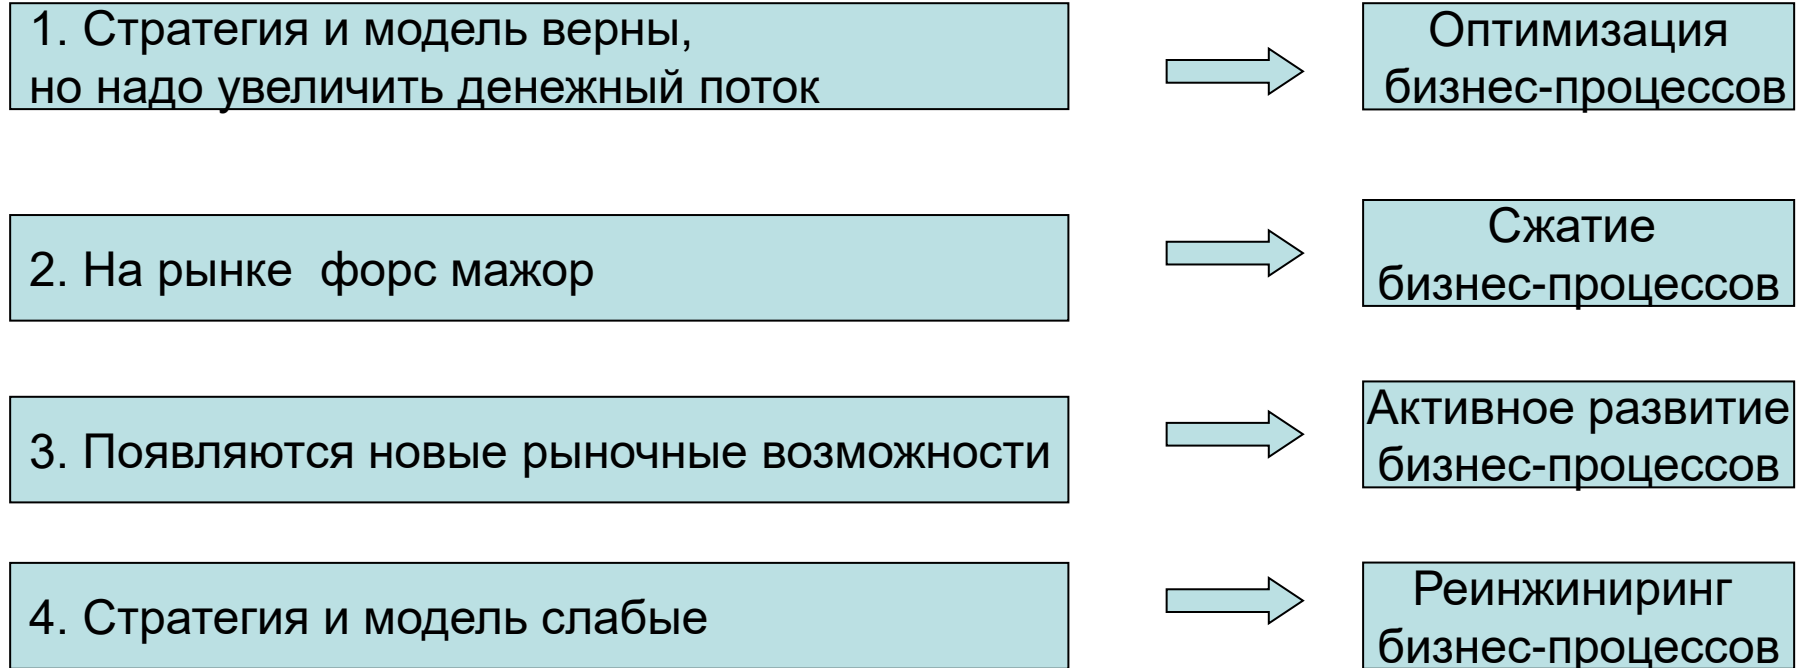 1. Стратегия и модель верны,
но надо увеличить денежный поток
Оптимизация
бизнес-процессов
2. На рынке  форс мажор
Сжатие
бизнес-процессов
3. Появляются новые рыночные возможности
Активное развитие
бизнес-процессов
4. Стратегия и модель слабые
Реинжиниринг
бизнес-процессов